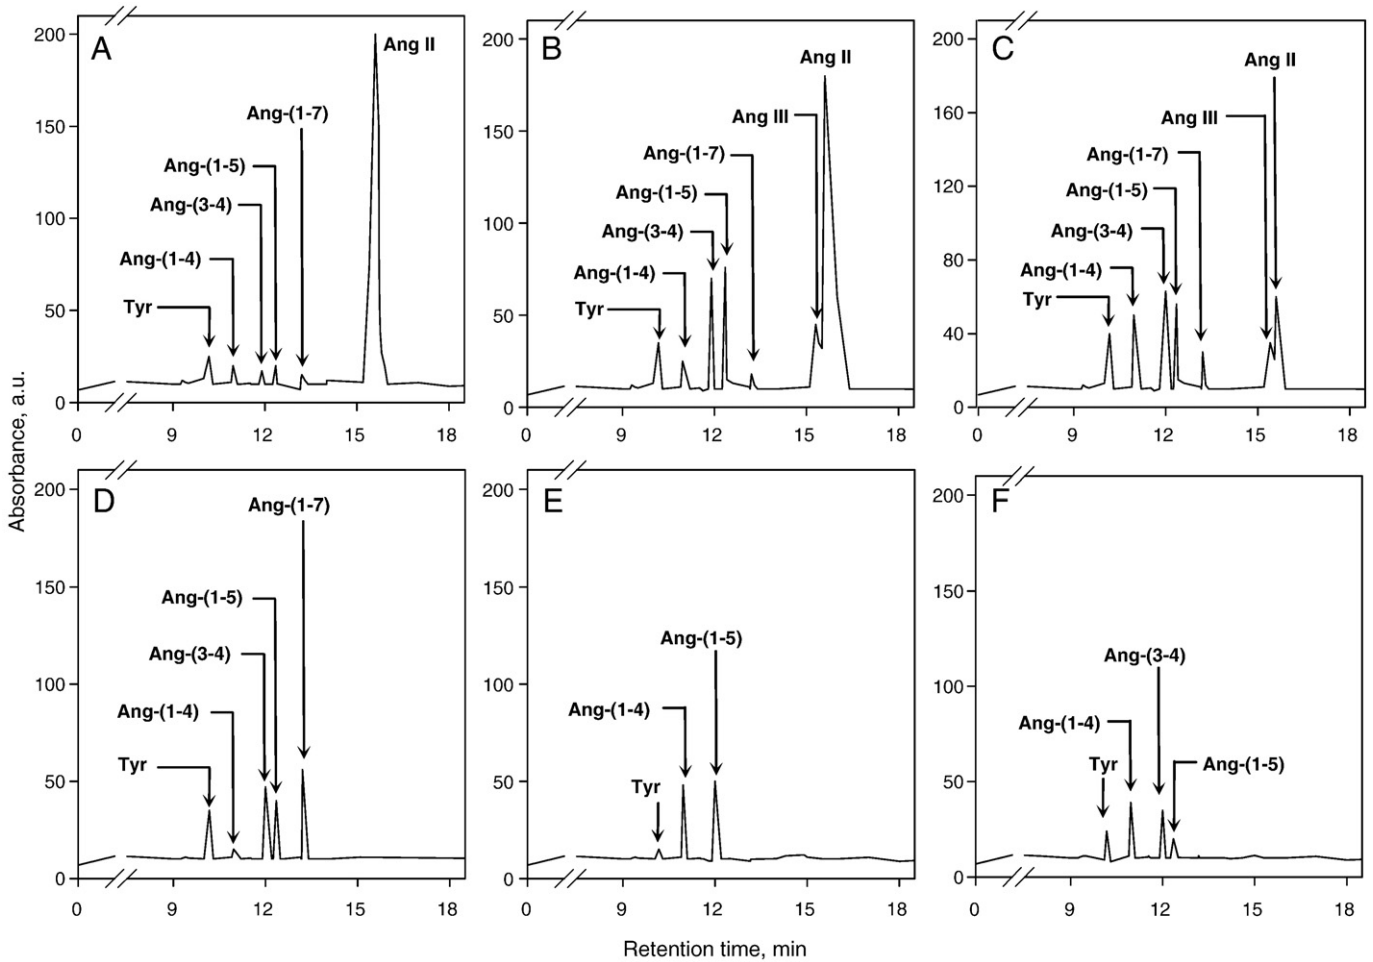 A
200
150
100
50
0
0 9 12 15 18
Ang II
Ang-(1-7)
Ang-(1-5)
Ang-(3-4)
Ang-(1-4)
Tyr
B
200
150
100
50
0
0 9 12 15 18
Ang II
Ang III
Ang-(1-7)
Ang-(1-5)
Ang-(3-4)
Ang-(1-4)
Tyr
C
200
160
120
80
40
0
0 9 12 15 18
Ang II
Ang III
Ang-(1-7)
Ang-(1-5)
Ang-(3-4)
Ang-(1-4)
Tyr
Absorbance, a.u.
D
200
150
100
50
0
0 9 12 15 18
Ang-(1-7)
Ang-(1-5)
Ang-(3-4)
Ang-(1-4)
Tyr
E
200
150
100
50
0
0 9 12 15 18
Ang-(1-5)
Ang-(1-4)
Tyr
F
200
150
100
50
0
0 9 12 15 18
Ang-(3-4)
Ang-(1-4)
Tyr
Ang-(1-5)
Retention time, min